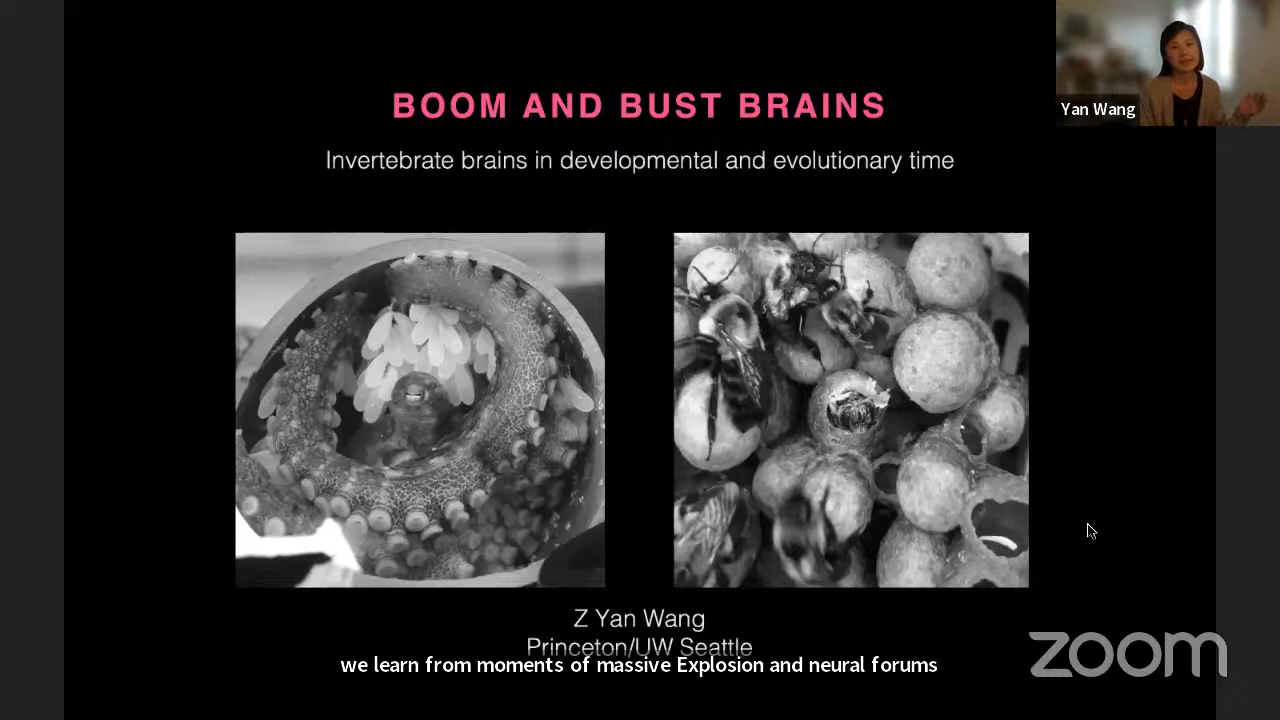 BOOM AND BUST BRAINS
Invertebrate brains in developmental and evolutionary time
Yan Wang
Z Yan Wang
Princeton/UW Seattle
we learn from moments of massive Explosion and neural forums
zoom